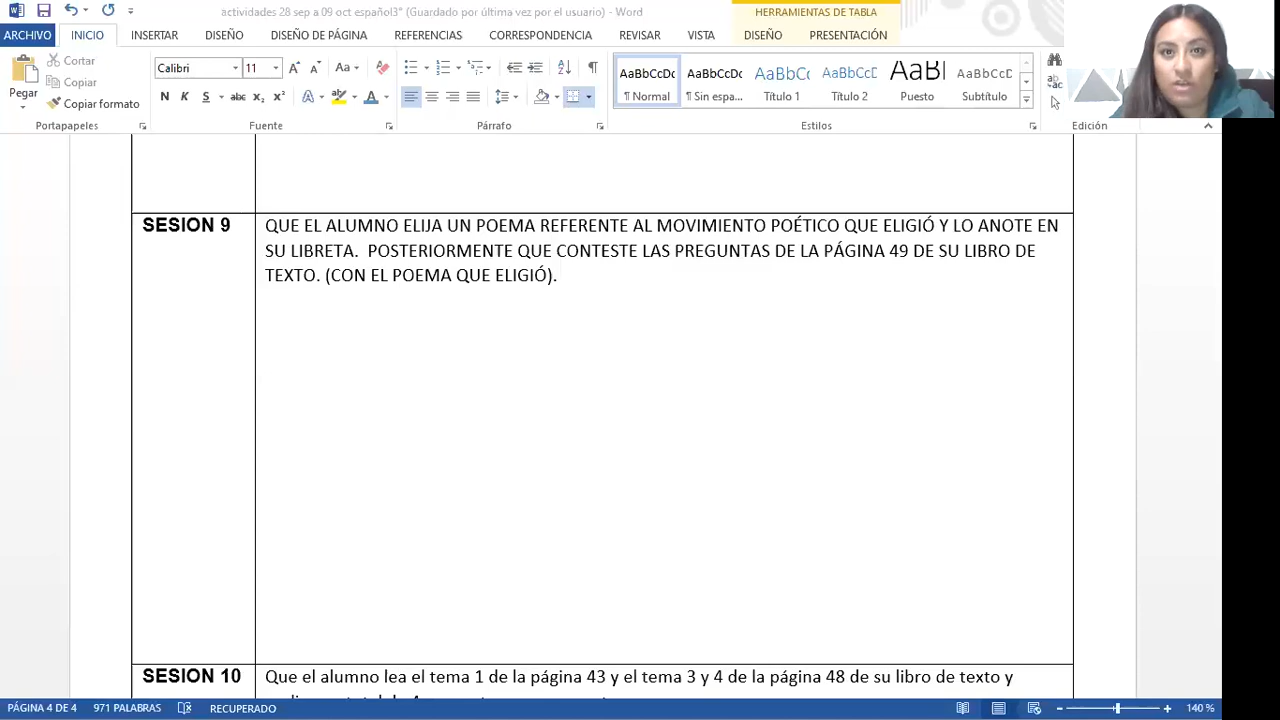 actividades 28 sep a 09 oct español3° (Guardado por última vez por el usuario) - Word
HERRAMIENTAS DE TABLA
ARCHIVO INICIO INSERTAR DISEÑO DISEÑO DE PÁGINA REFERENCIAS CORRESPONDENCIA REVISAR VISTA DISEÑO PRESENTACIÓN
Pegar
Cortar
Copiar
Copiar formato
Portapapeles
Calibri 11
Aa
N K S abc x₂ x² A A
Fuente
Párrafo
AaBbCcDc AaBbCcDc AaBbCc AaBbCcD AaBl AaBbCcD
¶ Normal ¶ Sin espa... Título 1 Título 2 Puesto Subtítulo
Estilos
Edición
SESION 9
QUE EL ALUMNO ELIJA UN POEMA REFERENTE AL MOVIMIENTO POÉTICO QUE ELIGIÓ Y LO ANOTE EN
SU LIBRETA. POSTERIORMENTE QUE CONTESTE LAS PREGUNTAS DE LA PÁGINA 49 DE SU LIBRO DE
TEXTO. (CON EL POEMA QUE ELIGIÓ).
SESION 10
Que el alumno lea el tema 1 de la página 43 y el tema 3 y 4 de la página 48 de su libro de texto y
PÁGINA 4 DE 4 971 PALABRAS RECUPERADO 140 %